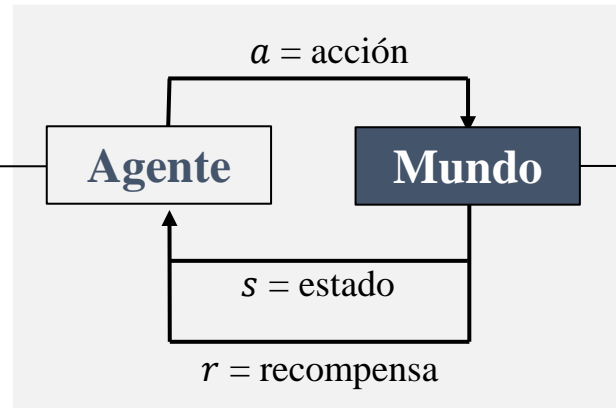 a = acción
Agente
Mundo
s = estado
r = recompensa